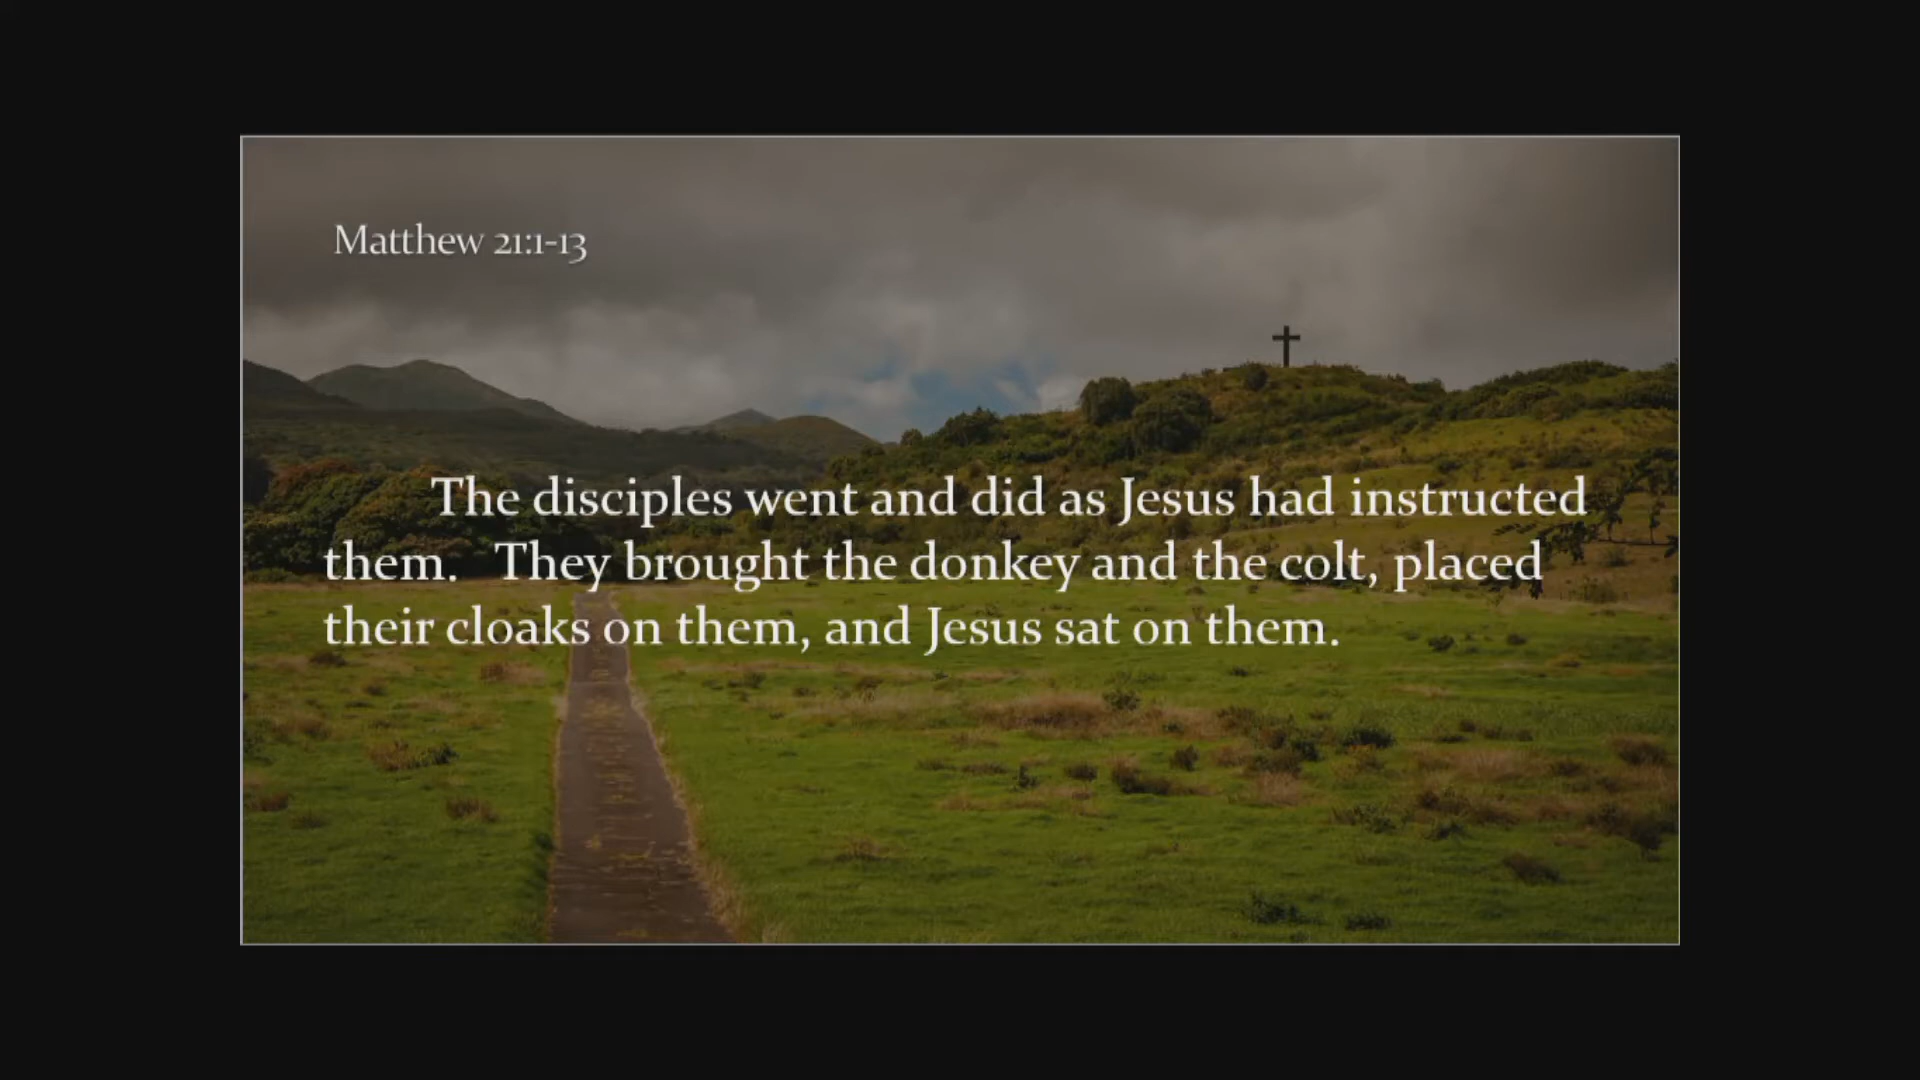 Matthew 21:1-13
The disciples went and did as Jesus had instructed
them. They brought the donkey and the colt, placed
their cloaks on them, and Jesus sat on them.